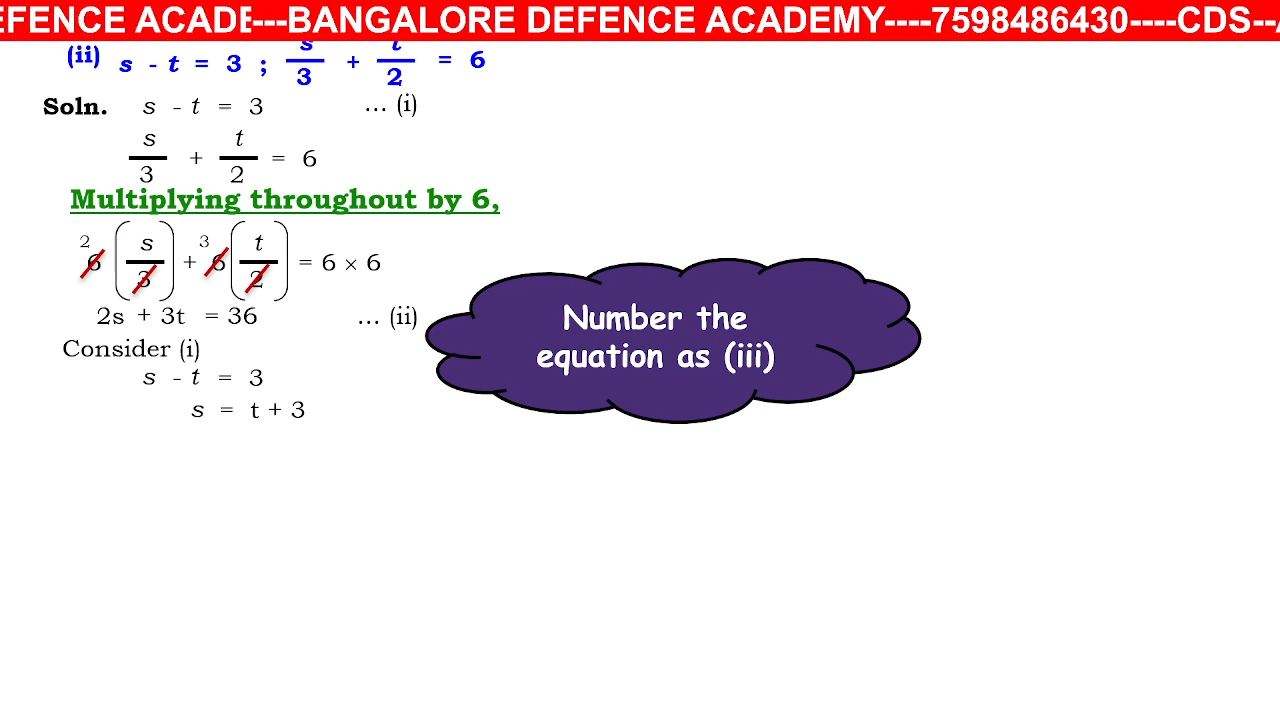 EFENCE ACADE---BANGALORE DEFENCE ACADEMY----7598486430----CDS--A
(ii) s - t = 3 ; s/3 + t/2 = 6
Soln. s - t = 3 ... (i)
s/3 + t/2 = 6
Multiplying throughout by 6,
2 6 (s/3) + 3 6 (t/2) = 6 × 6
2s + 3t = 36 ... (ii)
Consider (i)
s - t = 3
s = t + 3
Number the
equation as (iii)